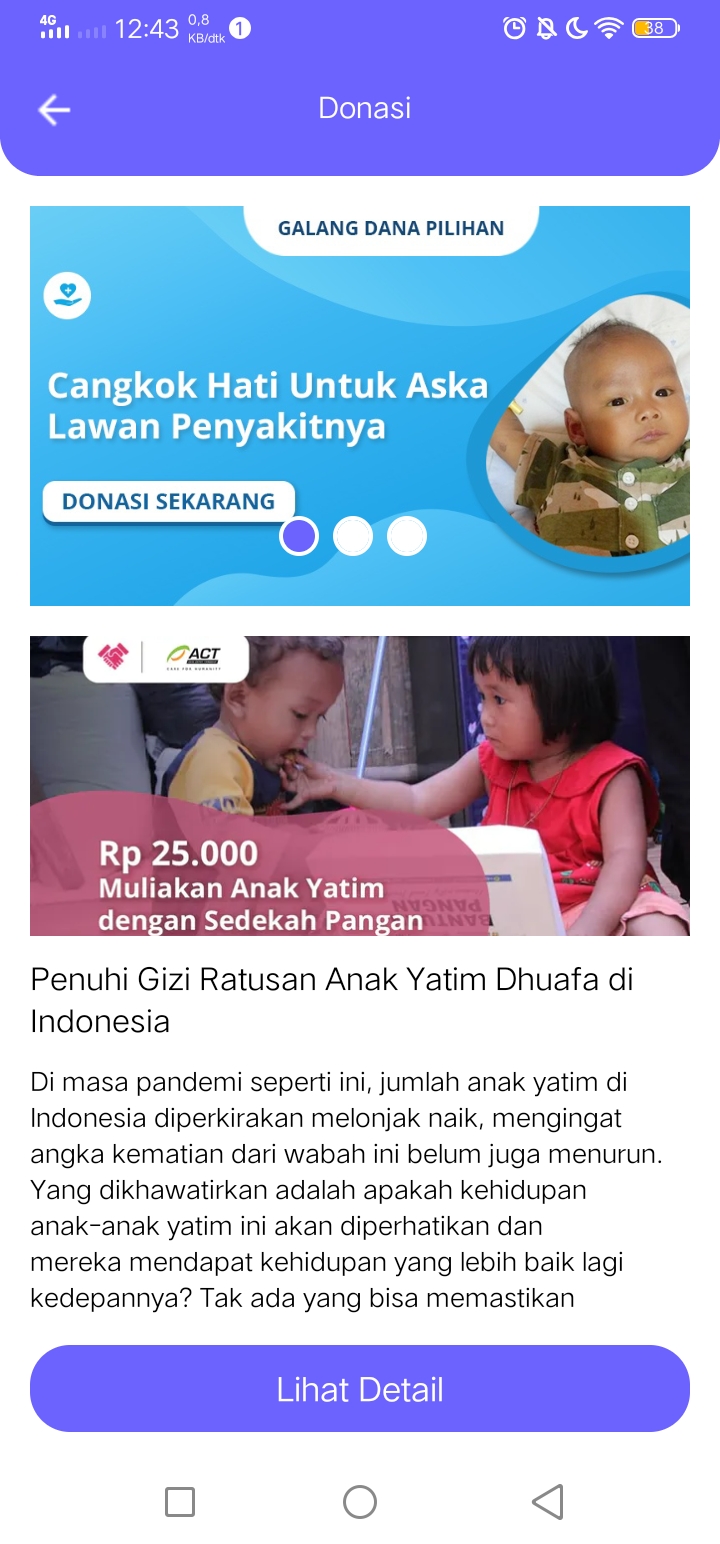 4G
12:43
0,8
KB/dtk
1
38
Donasi
GALANG DANA PILIHAN
Cangkok Hati Untuk Aska
Lawan Penyakitnya
DONASI SEKARANG
ACT
Rp 25.000
Muliakan Anak Yatim
dengan Sedekah Pangan
BANTUAN
PANGAN
Penuhi Gizi Ratusan Anak Yatim Dhuafa di
Indonesia
Di masa pandemi seperti ini, jumlah anak yatim di
Indonesia diperkirakan melonjak naik, mengingat
angka kematian dari wabah ini belum juga menurun.
Yang dikhawatirkan adalah apakah kehidupan
anak-anak yatim ini akan diperhatikan dan
mereka mendapat kehidupan yang lebih baik lagi
kedepannya? Tak ada yang bisa memastikan
Lihat Detail